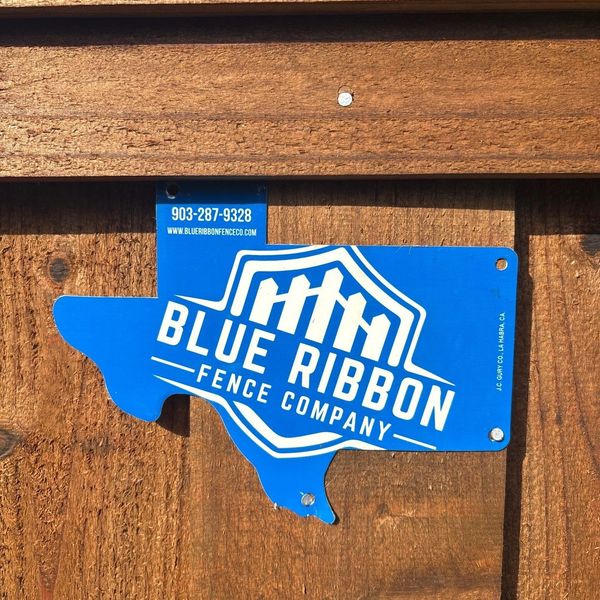 903-287-9328
WWW.BLUERIBBONFENCECO.COM
BLUE RIBBON
FENCE COMPANY
J.C. GURY CO., LA HABRA, CA